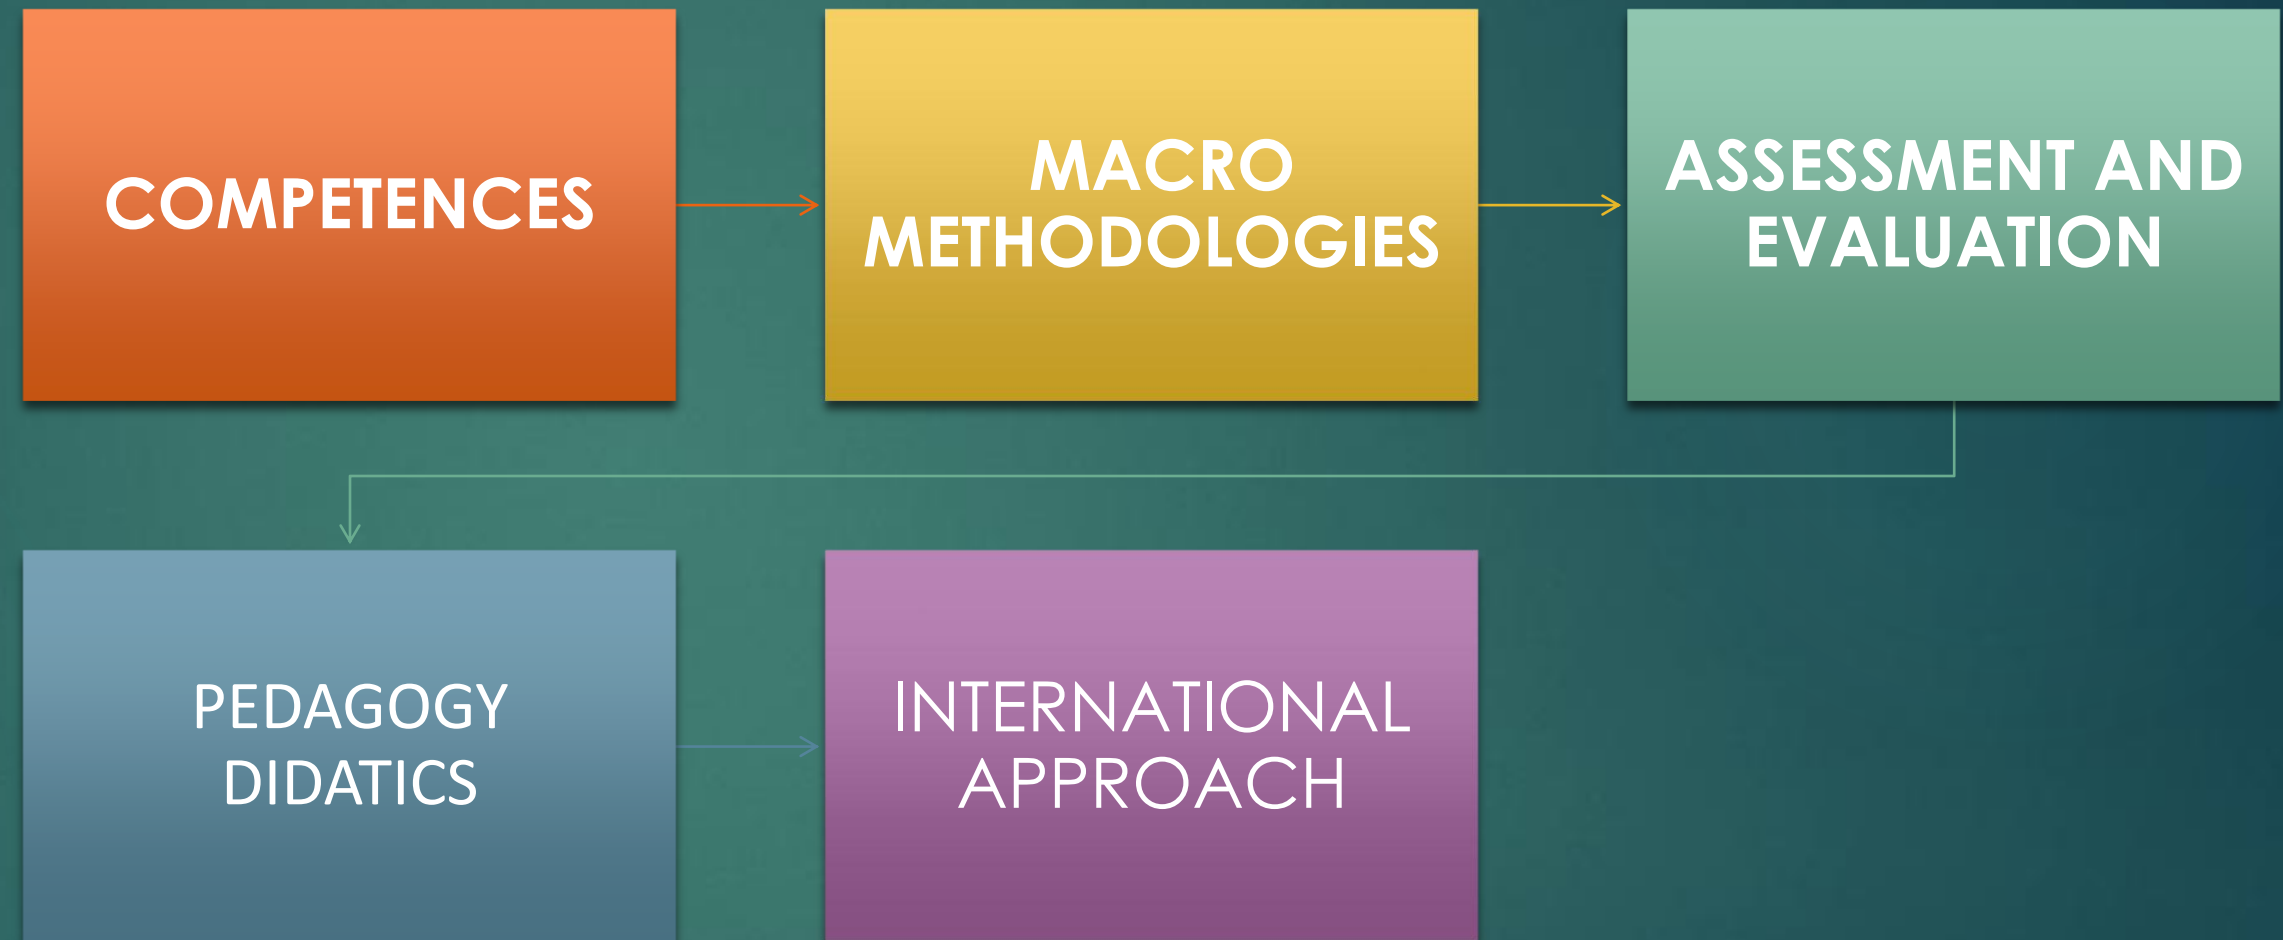 COMPETENCES
MACRO
METHODOLOGIES
ASSESSMENT AND
EVALUATION
PEDAGOGY
DIDATICS
INTERNATIONAL
APPROACH